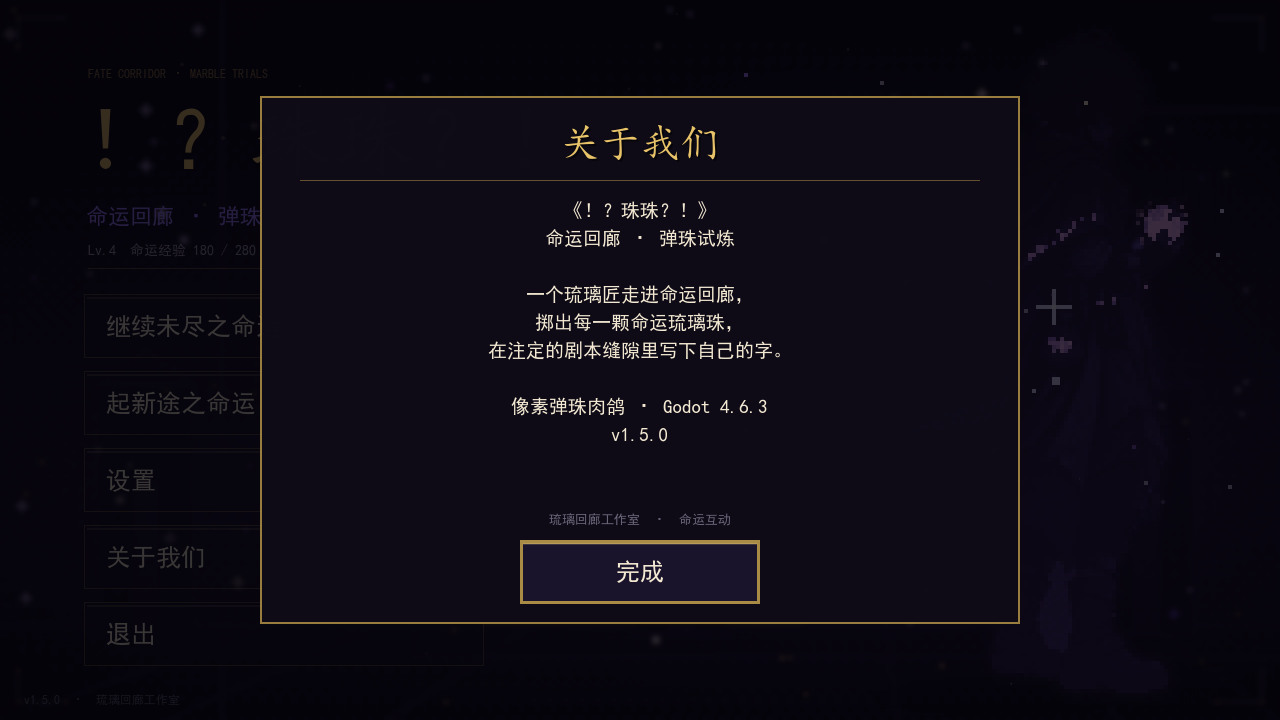 FATE CORRIDOR · MARBLE TRIALS
！？
命运回廊 · 弹珠
Lv.4 命运经验 180 / 280
继续未尽之命
起新途之命运
设置
关于我们
退出
v1.5.0 · 琉璃回廊工作室
关于我们
《！？珠珠？！》
命运回廊 · 弹珠试炼
一个琉璃匠走进命运回廊，
掷出每一颗命运琉璃珠，
在注定的剧本缝隙里写下自己的字。
像素弹珠肉鸽 · Godot 4.6.3
v1.5.0
琉璃回廊工作室 · 命运互动
完成